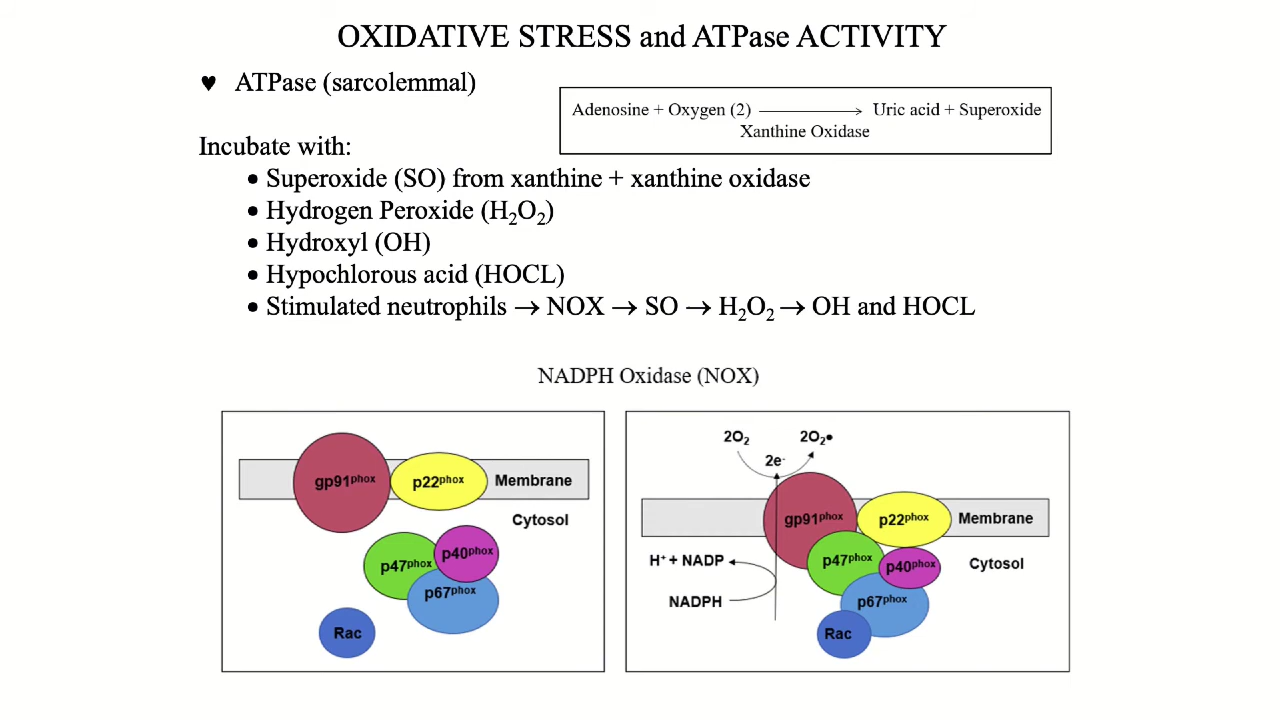 OXIDATIVE STRESS and ATPase ACTIVITY
♥ ATPase (sarcolemmal)
Adenosine + Oxygen (2) ⟶ Uric acid + Superoxide
Xanthine Oxidase
Incubate with:
• Superoxide (SO) from xanthine + xanthine oxidase
• Hydrogen Peroxide (H₂O₂)
• Hydroxyl (OH)
• Hypochlorous acid (HOCL)
• Stimulated neutrophils → NOX → SO → H₂O₂ → OH and HOCL
NADPH Oxidase (NOX)
gp91phox
p22phox
Membrane
Cytosol
p40phox
p47phox
p67phox
Rac
2O₂
2O₂•
2e⁻
gp91phox
p22phox
Membrane
H⁺ + NADP
p47phox
p40phox
Cytosol
NADPH
p67phox
Rac